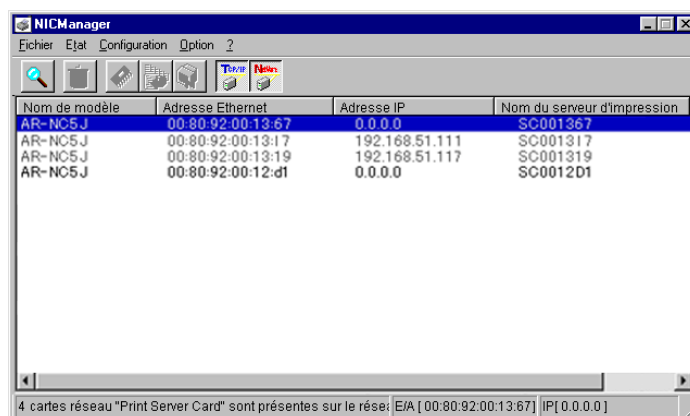 NICManager
Fichier Etat Configuration Option ?
TCP/IP
Nom de modèle Adresse Ethernet Adresse IP Nom du serveur d'impression
AR-NC5J 00:80:92:00:13:67 0.0.0.0 SC001367
AR-NC5J 00:80:92:00:13:17 192.168.51.111 SC001317
AR-NC5J 00:80:92:00:13:19 192.168.51.117 SC001319
AR-NC5J 00:80:92:00:12:d1 0.0.0.0 SC0012D1
4 cartes réseau "Print Server Card" sont présentes sur le rése E/A [ 00:80:92:00:13:67] IP[ 0.0.0.0 ]